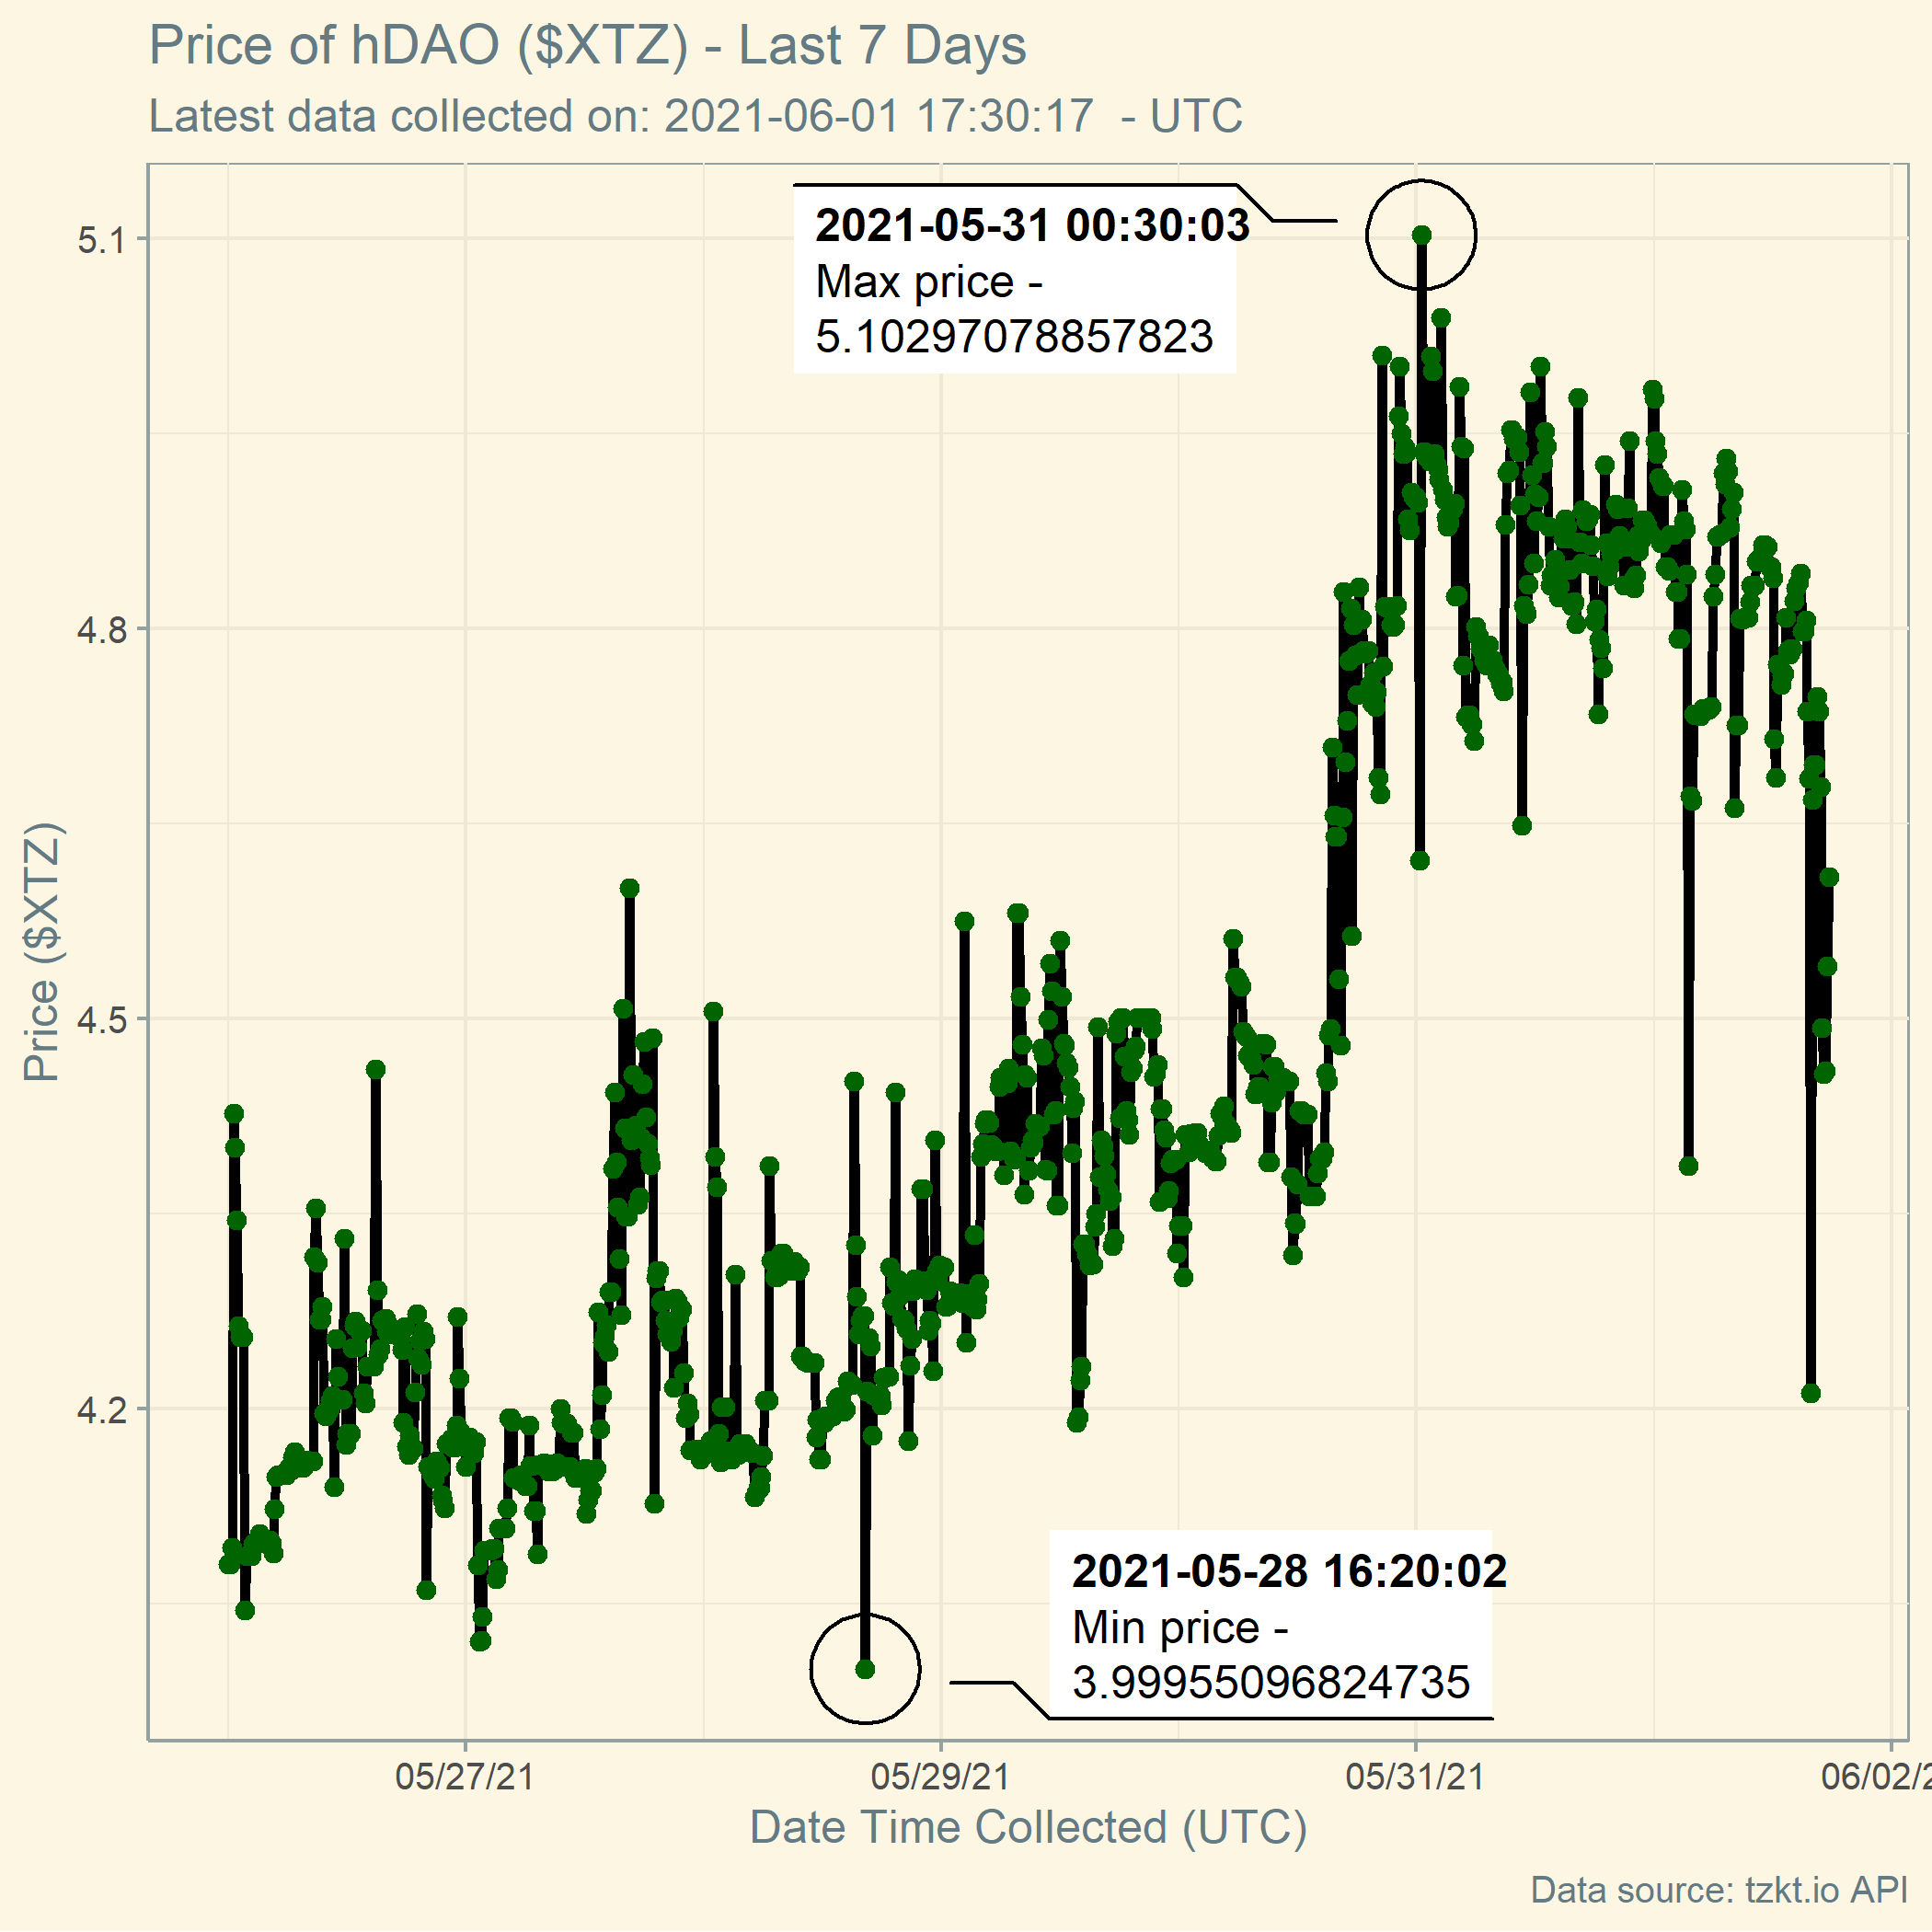 Price of hDAO ($XTZ) - Last 7 Days
Latest data collected on: 2021-06-01 17:30:17 - UTC
2021-05-31 00:30:03
Max price -
5.10297078857823
5.1
4.8
4.5
4.2
Price ($XTZ)
2021-05-28 16:20:02
Min price -
3.99955096824735
05/27/21
05/29/21
05/31/21
06/02/2
Date Time Collected (UTC)
Data source: tzkt.io API